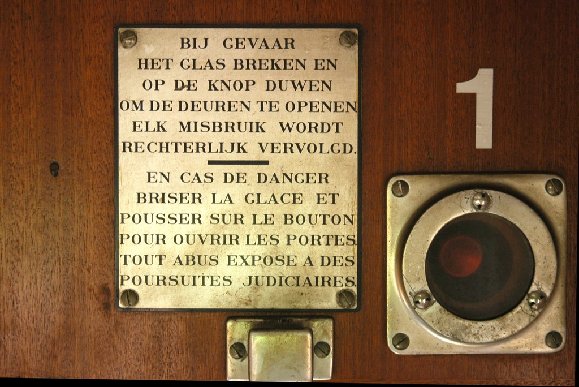 BIJ GEVAAR
HET GLAS BREKEN EN
OP DE KNOP DUWEN
OM DE DEUREN TE OPENEN
ELK MISBRUIK WORDT
RECHTERLIJK VERVOLGD.
EN CAS DE DANGER
BRISER LA GLACE ET
POUSSER SUR LE BOUTON
POUR OUVRIR LES PORTES
TOUT ABUS EXPOSE A DES
POURSUITES JUDICIAIRES
1